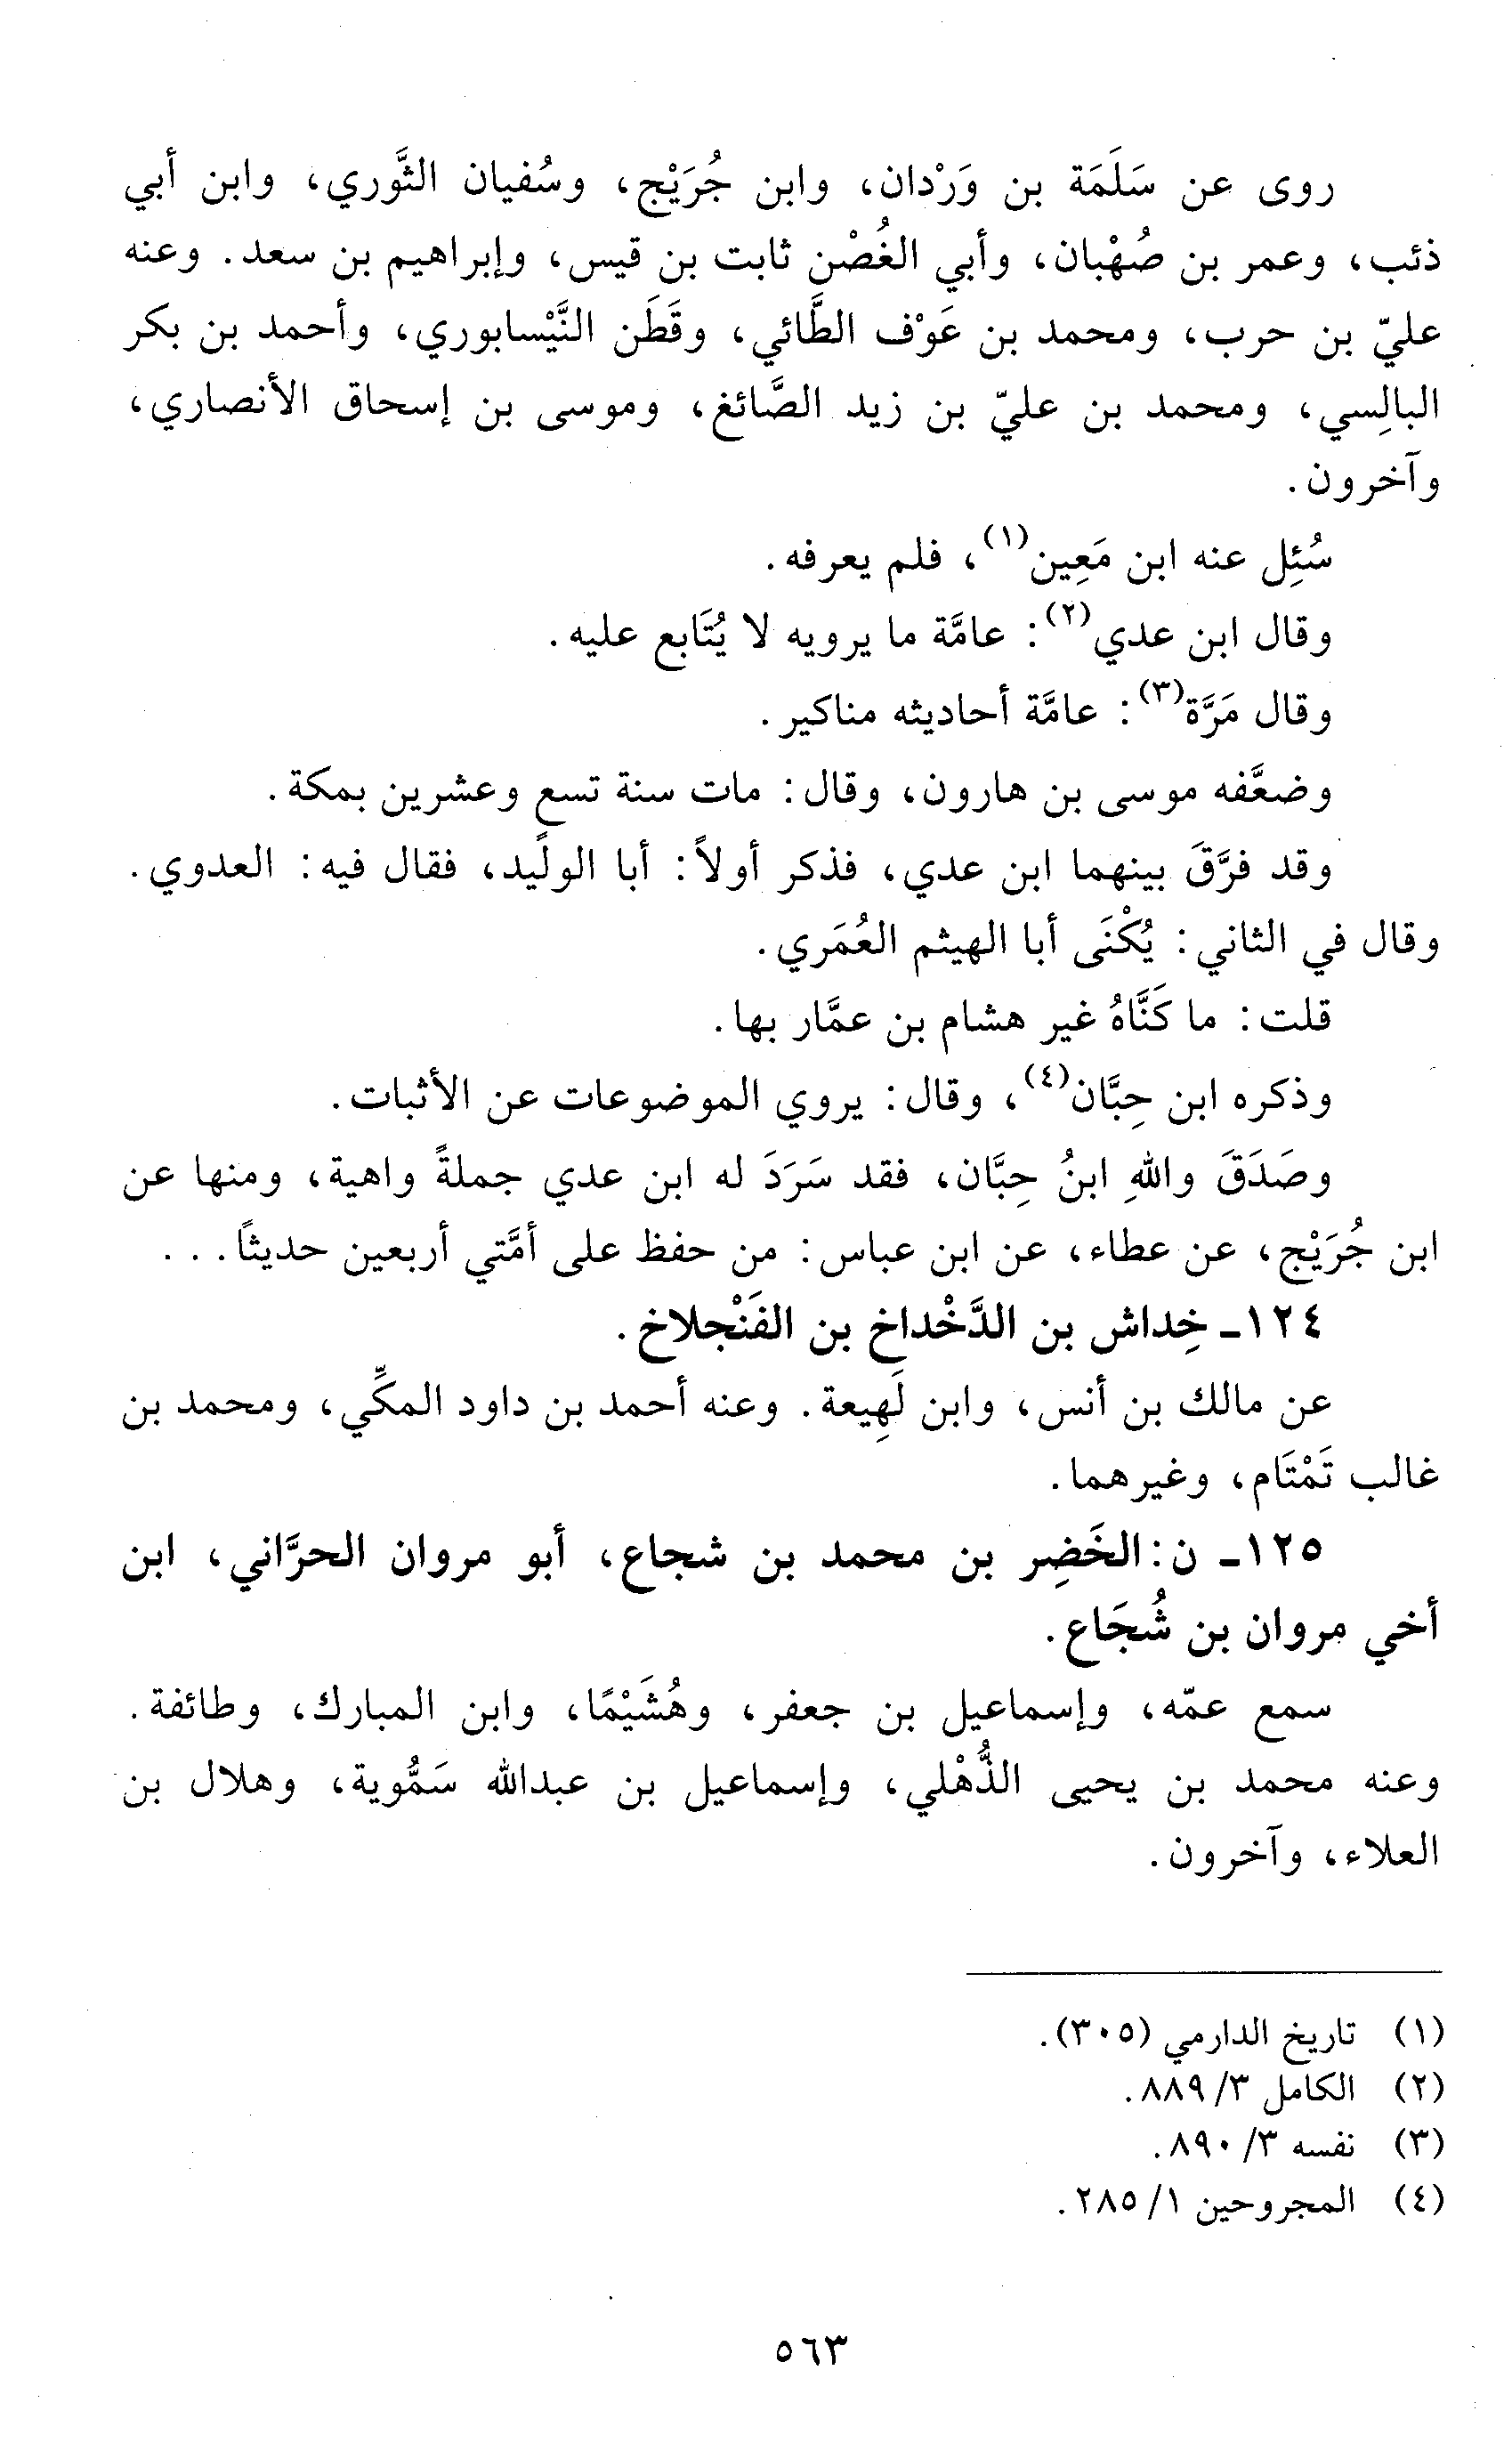 روى عن سَلَمَة بن وَرْدان، وابن جُرَيْج، وسُفيان الثَّوري، وابن أبي
ذئب، وعمر بن صُهْبان، وأبي الغُصْن ثابت بن قيس، وإبراهيم بن سعد. وعنه
عليّ بن حرب، ومحمد بن عَوْف الطَّائي، وقَطَن النَّيْسابوري، وأحمد بن بكر
البالِسي، ومحمد بن عليّ بن زيد الصَّائغ، وموسى بن إسحاق الأنصاري،
وآخرون.
سُئِل عنه ابن مَعِين(١)، فلم يعرفه.
وقال ابن عدي(٢): عامَّة ما يرويه لا يُتَابع عليه.
وقال مَرَّة(٣): عامَّة أحاديثه مناكير.
وضعَّفه موسى بن هارون، وقال: مات سنة تسع وعشرين بمكة.
وقد فرَّقَ بينهما ابن عدي، فذكر أولاً: أبا الوليد، فقال فيه: العدوي.
وقال في الثاني: يُكْنَى أبا الهيثم العُمَري.
قلت: ما كَنَّاهُ غير هشام بن عمَّار بها.
وذكره ابن حِبَّان(٤)، وقال: يروي الموضوعات عن الأثبات.
وصَدَقَ واللهِ ابنُ حِبَّان، فقد سَرَدَ له ابن عدي جملةً واهية، ومنها عن
ابن جُرَيْج، عن عطاء، عن ابن عباس: من حفظ على أمَّتي أربعين حديثاً. . .
١٢٤ـ خِداش بن الدَّخْداخ بن الفَنْجلاخ.
عن مالك بن أنس، وابن لَهِيعة. وعنه أحمد بن داود المكِّي، ومحمد بن
غالب تَمْتَام، وغيرهما.
١٢٥ـ ن: الخَضِر بن محمد بن شجاع، أبو مروان الحرَّاني، ابن
أخي مروان بن شُجَاع.
سمع عمّه، وإسماعيل بن جعفر، وهُشَيْمًا، وابن المبارك، وطائفة.
وعنه محمد بن يحيى الذُّهْلي، وإسماعيل بن عبدالله سَمُّوية، وهلال بن
العلاء، وآخرون.
(١) تاريخ الدارمي (٣٠٥).
(٢) الكامل ٣/ ٨٨٩.
(٣) نفسه ٣/ ٨٩٠.
(٤) المجروحين ١/ ٢٨٥.
٥٦٣